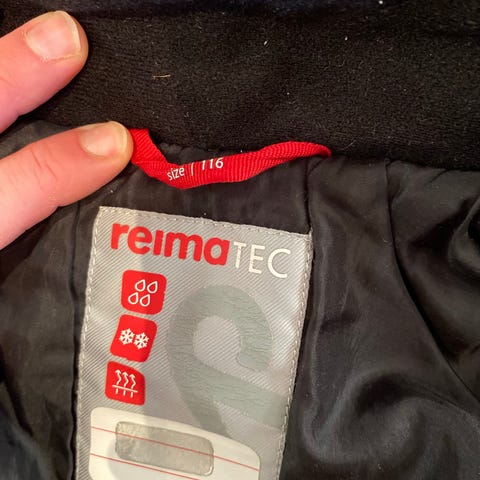 size | 116
reimaTEC